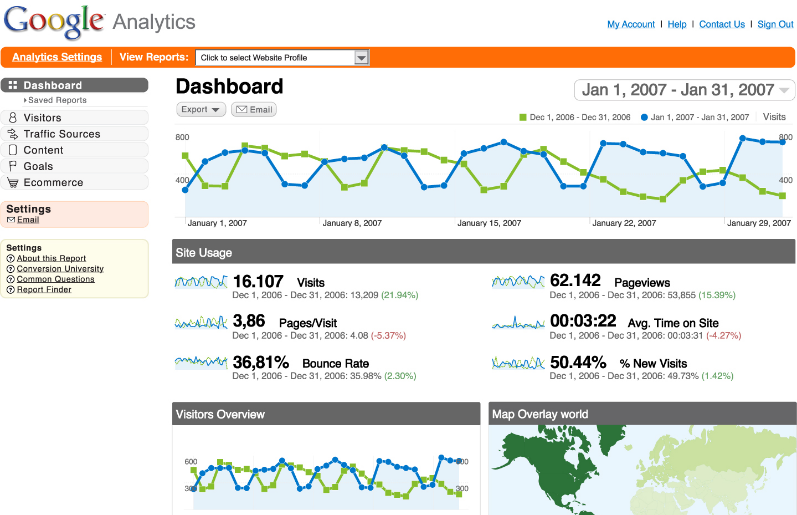 Google Analytics
My Account | Help | Contact Us | Sign Out
Analytics Settings | View Reports: Click to select Website Profile
Dashboard
Saved Reports
Visitors
Traffic Sources
Content
Goals
Ecommerce
Settings
Email
Settings
About this Report
Conversion University
Common Questions
Report Finder
Dashboard
Jan 1, 2007 - Jan 31, 2007
Export Email
Dec 1, 2006 - Dec 31, 2006 Jan 1, 2007 - Jan 31, 2007 Visits
800 800
400 400
January 1, 2007 January 8, 2007 January 15, 2007 January 22, 2007 January 29, 2007
Site Usage
16.107 Visits
Dec 1, 2006 - Dec 31, 2006: 13,209 (21.94%)
62.142 Pageviews
Dec 1, 2006 - Dec 31, 2006: 53,855 (15.39%)
3,86 Pages/Visit
Dec 1, 2006 - Dec 31, 2006: 4.08 (-5.37%)
00:03:22 Avg. Time on Site
Dec 1, 2006 - Dec 31, 2006: 00:03:31 (-4.27%)
36,81% Bounce Rate
Dec 1, 2006 - Dec 31, 2006: 35.98% (2.30%)
50.44% % New Visits
Dec 1, 2006 - Dec 31, 2006: 49.73% (1.42%)
Visitors Overview
600 600
300 300
Map Overlay world